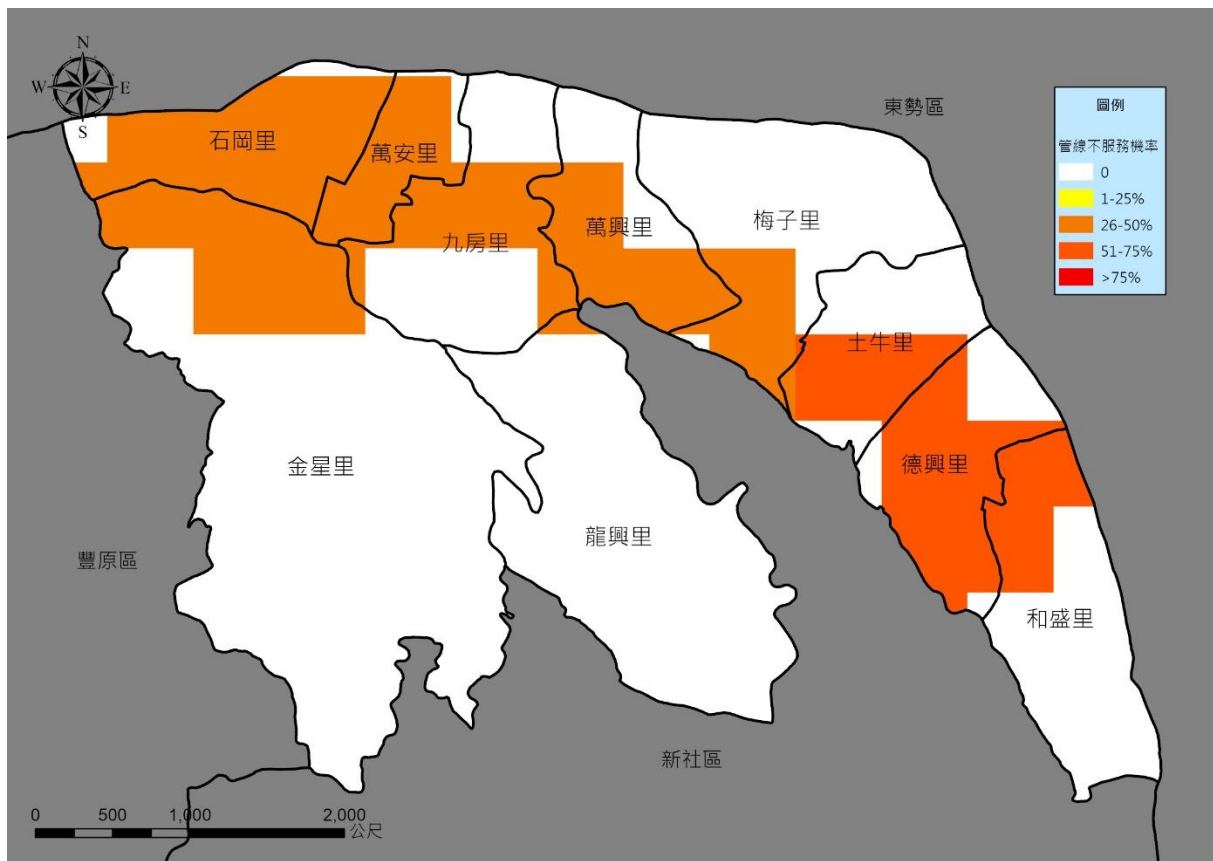 N
W E
S
東勢區
圖例
管線不服務機率
0
1-25%
26-50%
51-75%
>75%
石岡里
萬安里
九房里
萬興里
梅子里
土牛里
金星里
德興里
龍興里
豐原區
和盛里
新社區
0 500 1,000 2,000
公尺